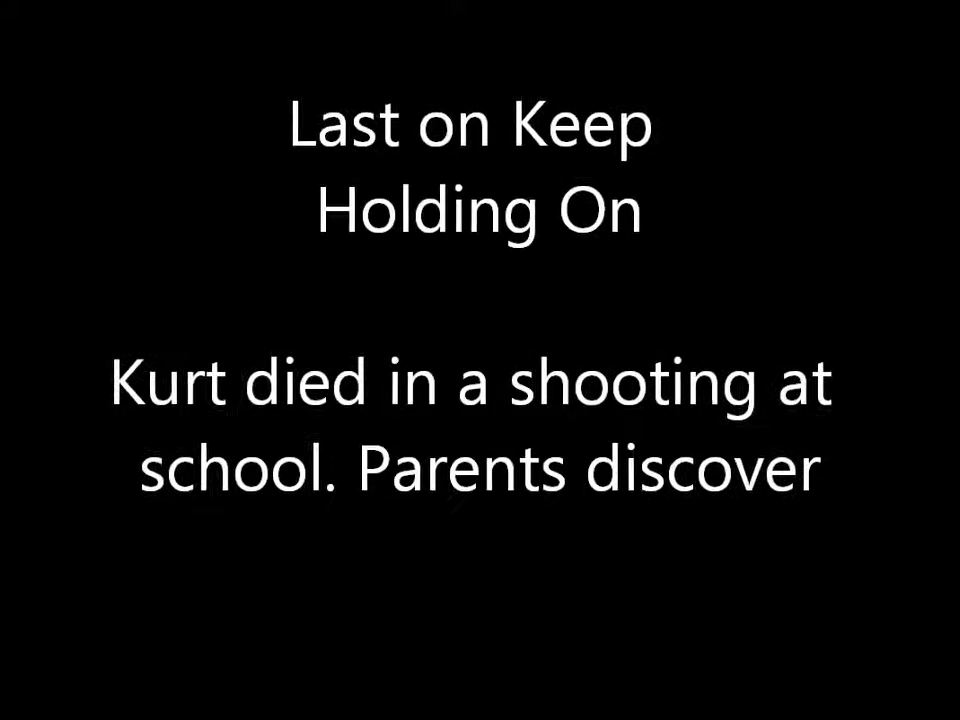 Last on Keep
Holding On
Kurt died in a shooting at
school. Parents discover